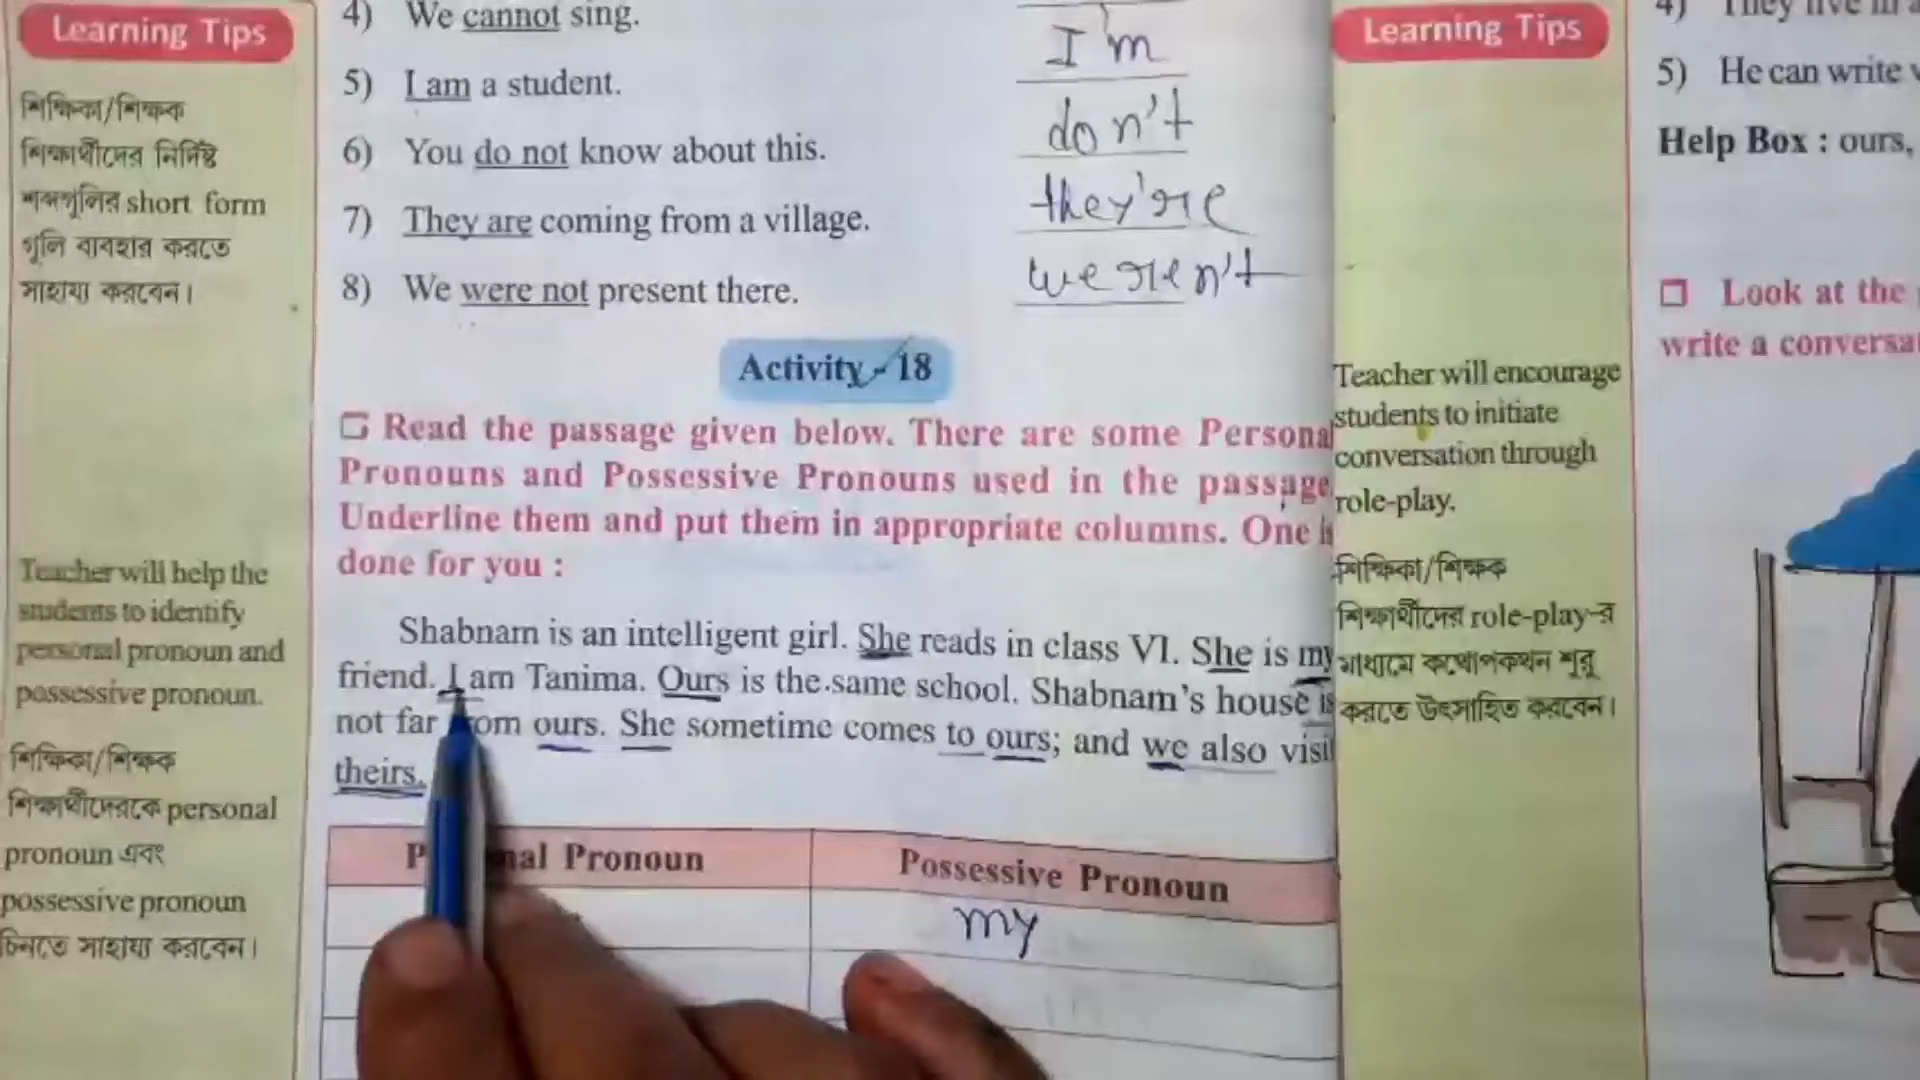 Learning Tips
শিক্ষিকা/শিক্ষক
শিক্ষার্থীদের নির্দিষ্ট
শব্দগুলির short form
গুলি ব্যবহার করতে
সাহায্য করবেন।
Teacher will help the
students to identify
personal pronoun and
possessive pronoun.
শিক্ষিকা/শিক্ষক
শিক্ষার্থীদেরকে personal
pronoun এবং
possessive pronoun
চিনতে সাহায্য করবেন।
4) We cannot sing.
5) I am a student. I'm
6) You do not know about this. don't
7) They are coming from a village. they're
8) We were not present there. weren't
Activity - 18
Read the passage given below. There are some Persona
Pronouns and Possessive Pronouns used in the passage
Underline them and put them in appropriate columns. One is
done for you :
Shabnam is an intelligent girl. She reads in class VI. She is my
friend. I am Tanima. Ours is the same school. Shabnam's house is
not far from ours. She sometime comes to ours; and we also visi
theirs.
Pronoun Possessive Pronoun
my
Learning Tips
Teacher will encourage
students to initiate
conversation through
role-play.
শিক্ষিকা/শিক্ষক
শিক্ষার্থীদের role-play-র
মাধ্যমে কথোপকথন শুরু
করতে উৎসাহিত করবেন।
4) They live in
5) He can write
Help Box : ours,
Look at the
write a conversa